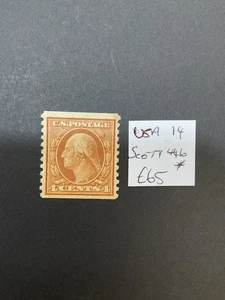 U.S. POSTAGE
4 CENTS 4
USA 14
SCOTT 446
*
£65